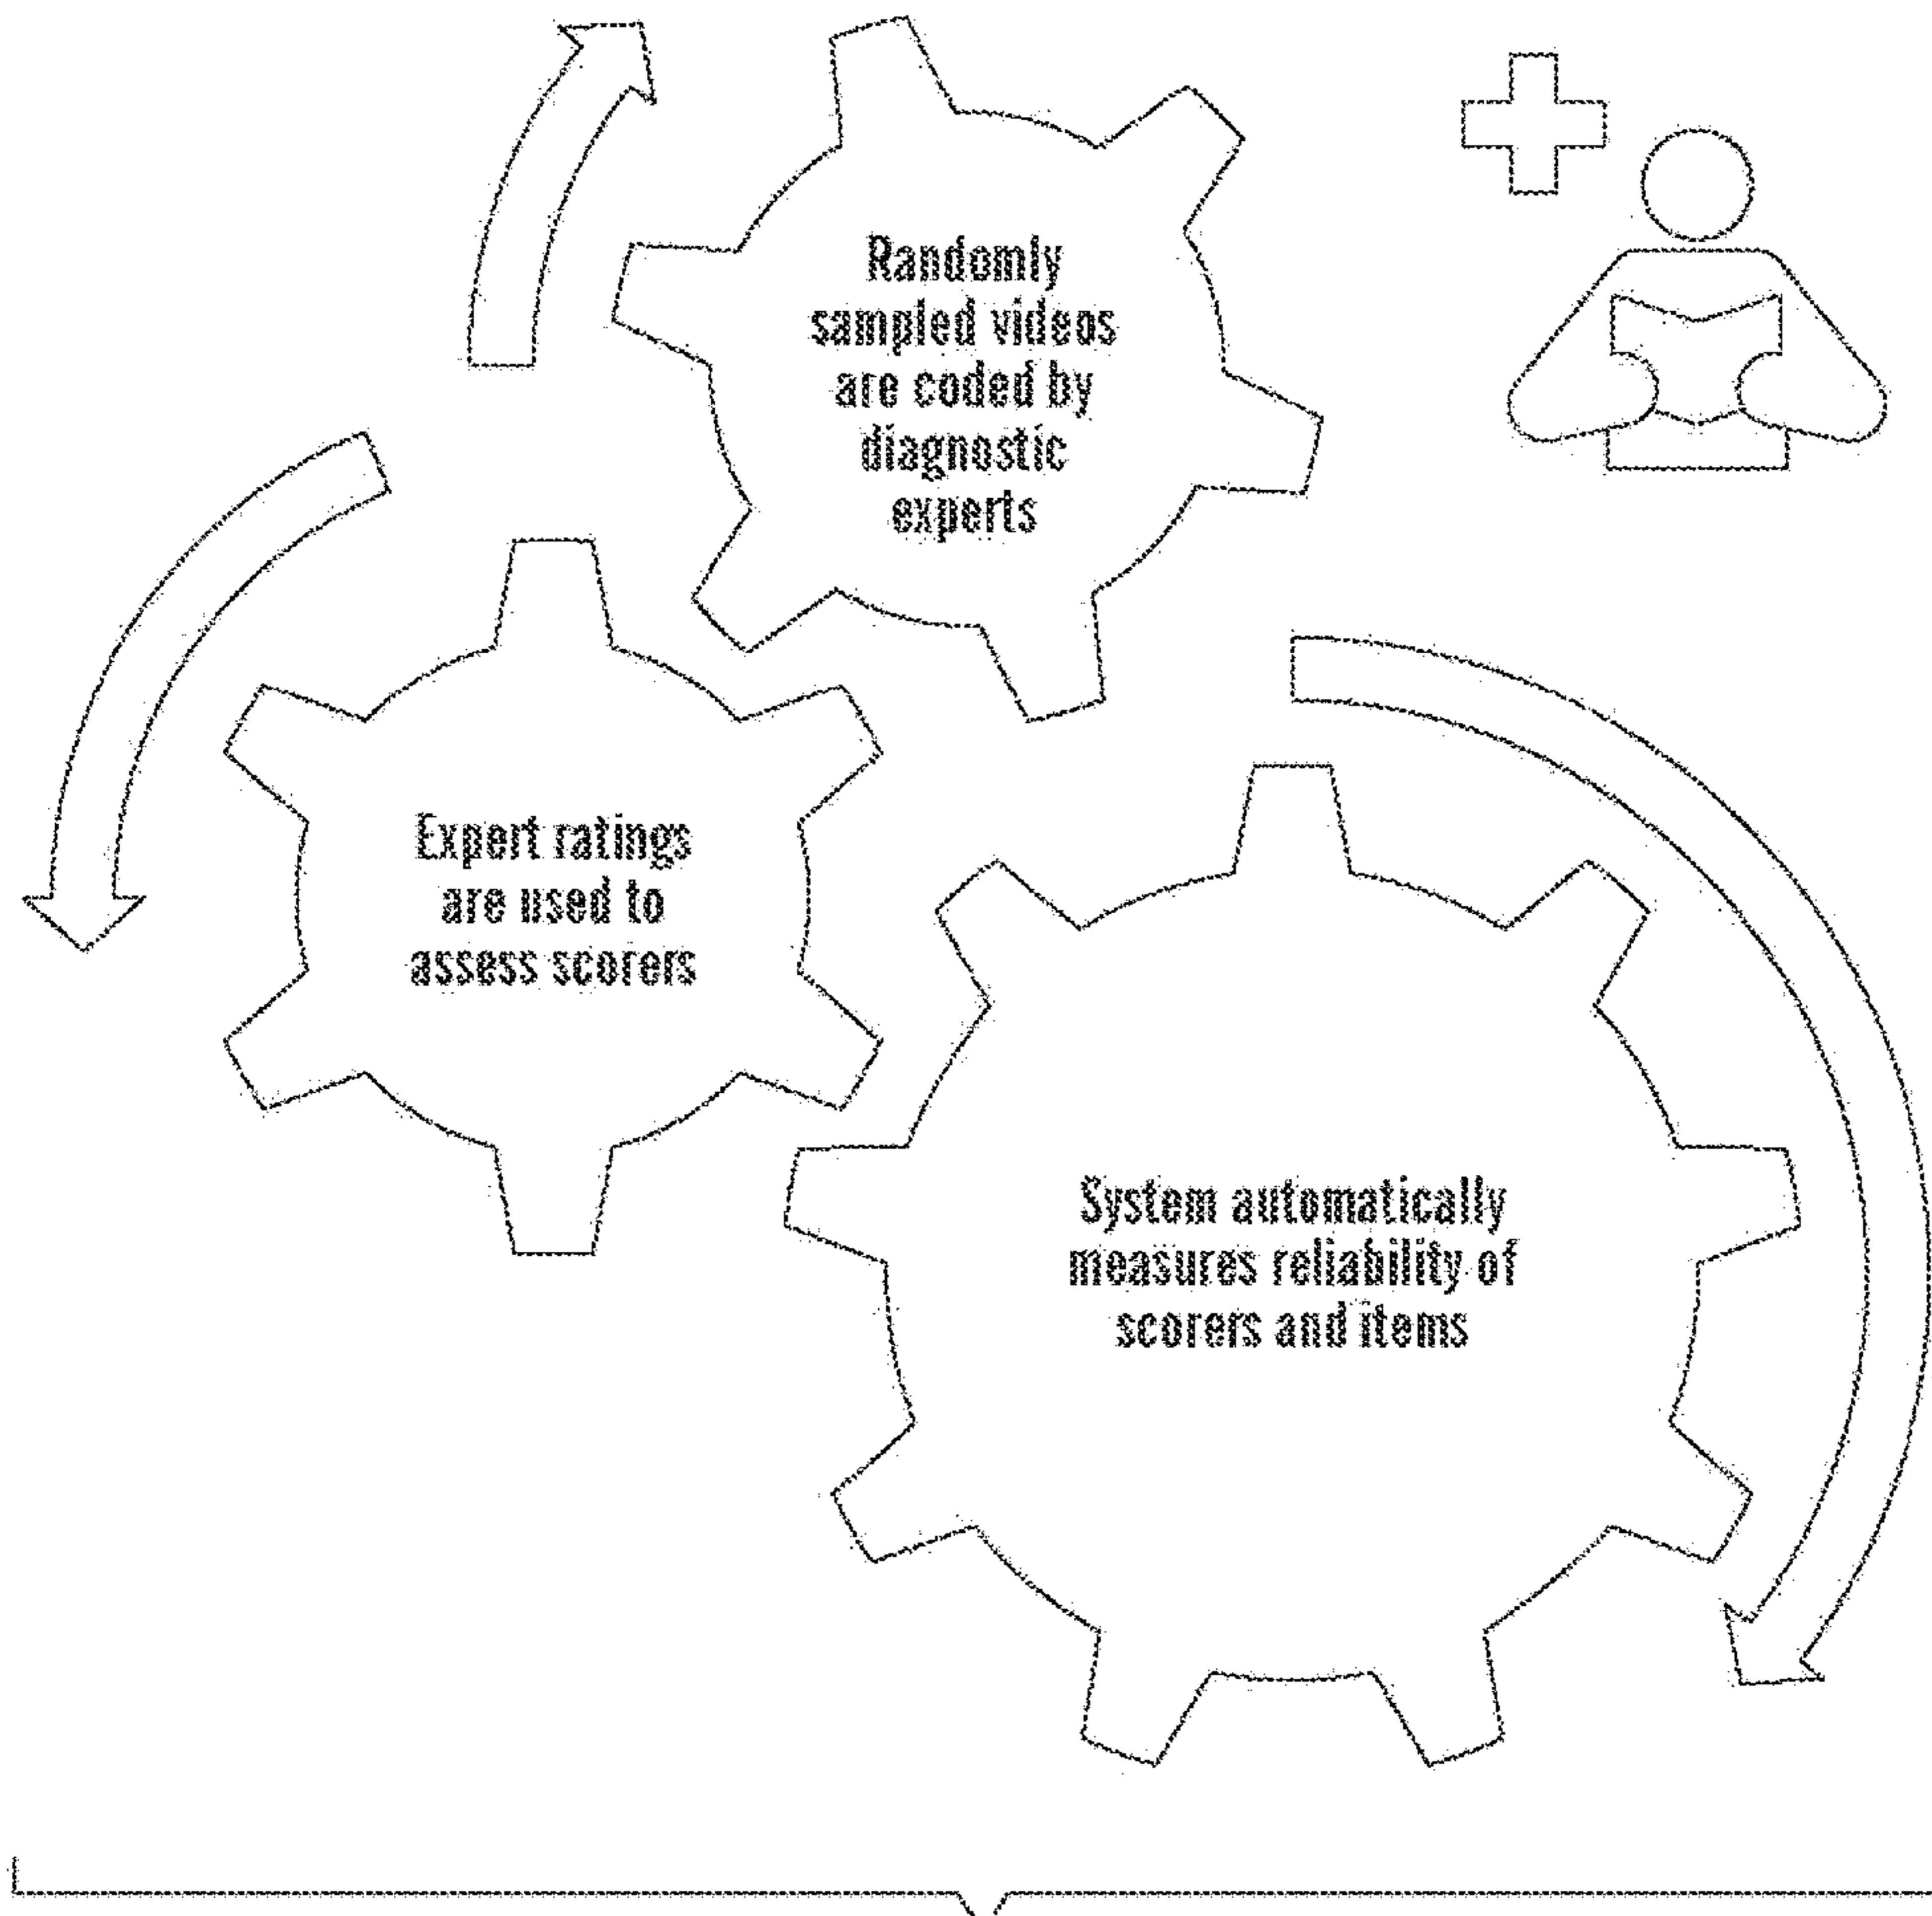 Randomly
sampled videos
are coded by
diagnostic
experts
Expert ratings
are used to
assess scorers
System automatically
measures reliability of
scorers and items